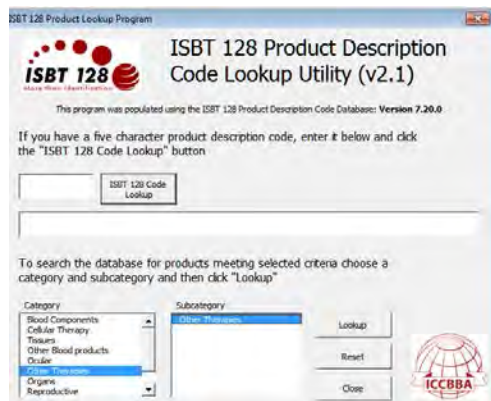 ISBT 128 Product Lookup Program
ISBT 128
ISBT 128 Product Description
Code Lookup Utility (v2.1)
This program was populated using the ISBT 128 Product Description Code Database: Version 7.20.0
If you have a five character product description code, enter it below and click
the "ISBT 128 Code Lookup" button
ISBT 128 Code
Lookup
To search the database for products meeting selected criteria choose a
category and subcategory and then click "Lookup"
Category
Subcategory
Blood Components
Cellular Therapy
Tissues
Other Blood products
Ocular
Other Therapies
Organs
Reproductive
Other Therapies
Lookup
Reset
Close
ICCBBA